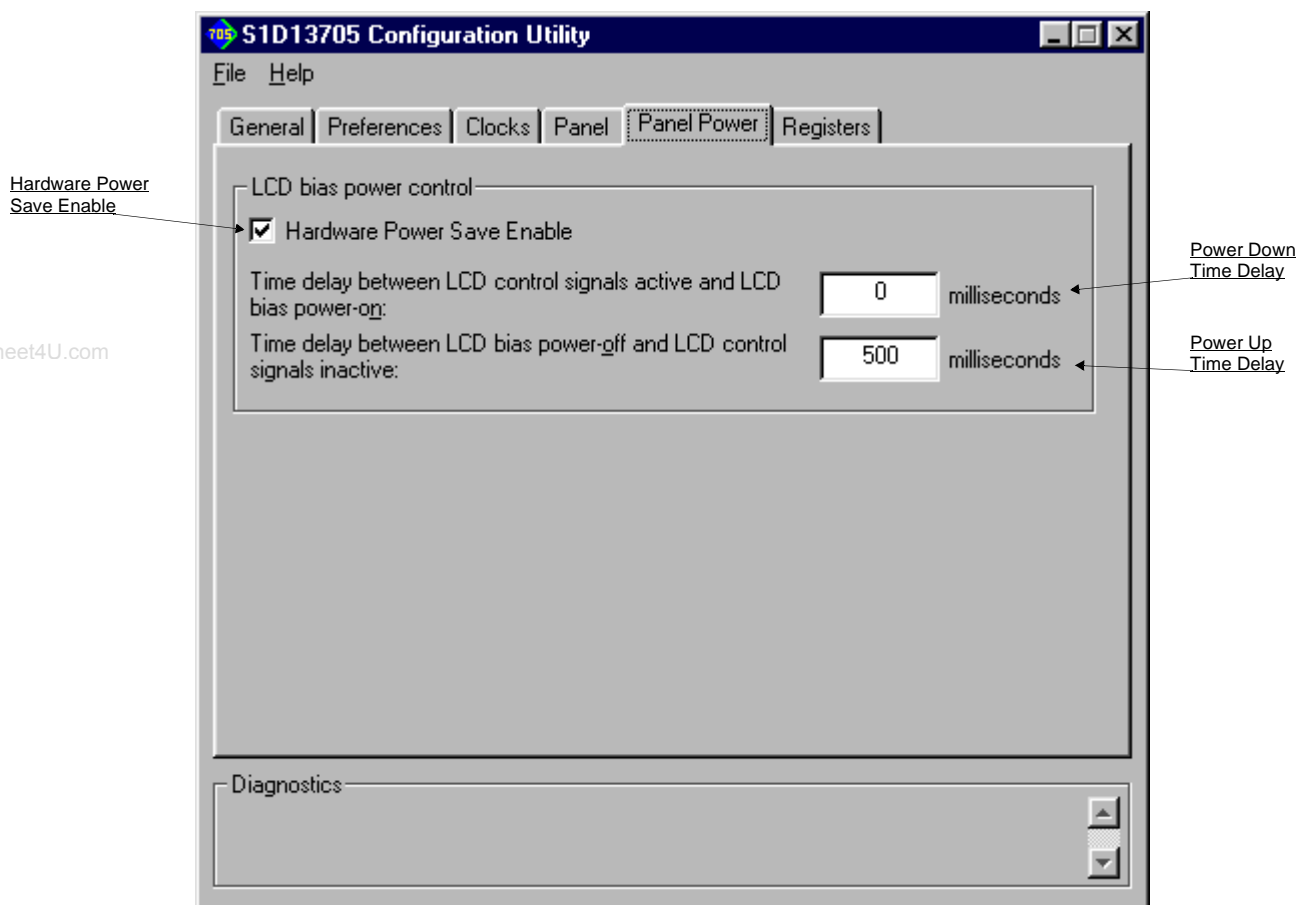 705 S1D13705 Configuration Utility
File Help
General Preferences Clocks Panel Panel Power Registers
Hardware Power
Save Enable
LCD bias power control
Hardware Power Save Enable
Time delay between LCD control signals active and LCD
bias power-on:
0 milliseconds
Power Down
Time Delay
Time delay between LCD bias power-off and LCD control
signals inactive:
500 milliseconds
Power Up
Time Delay
heet4U.com
Diagnostics